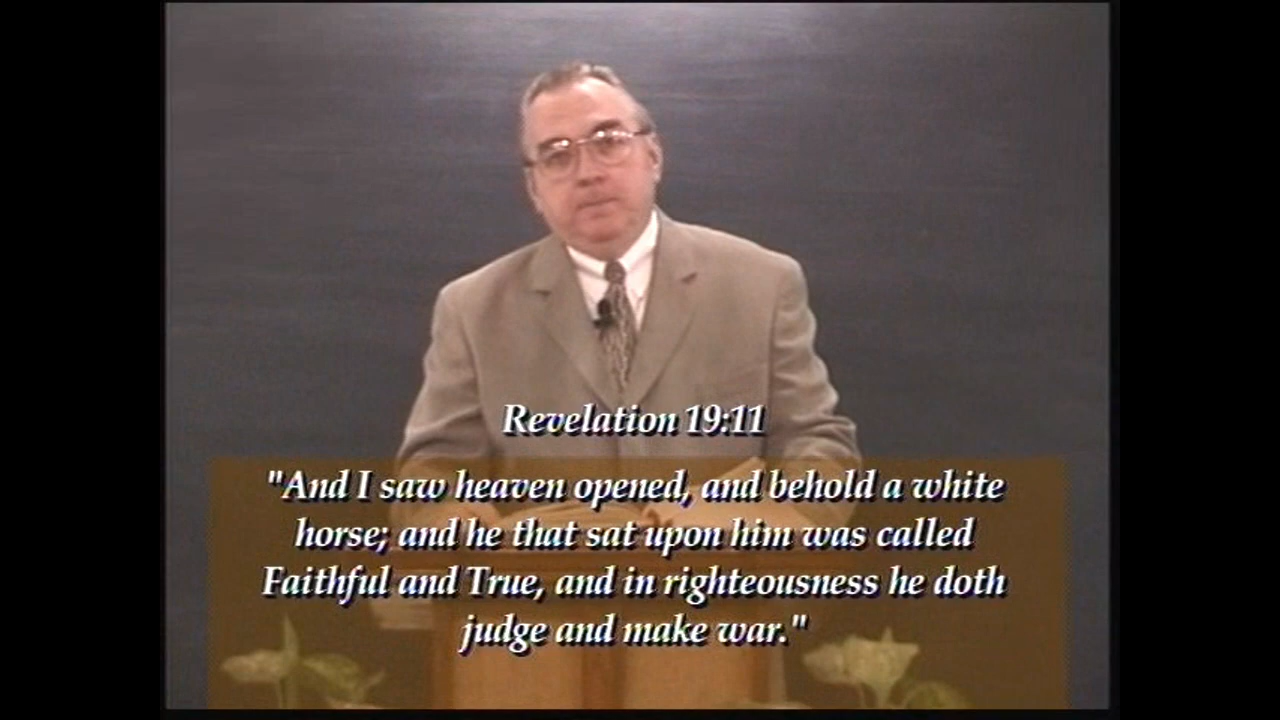 Revelation 19:11
"And I saw heaven opened, and behold a white
horse; and he that sat upon him was called
Faithful and True, and in righteousness he doth
judge and make war."